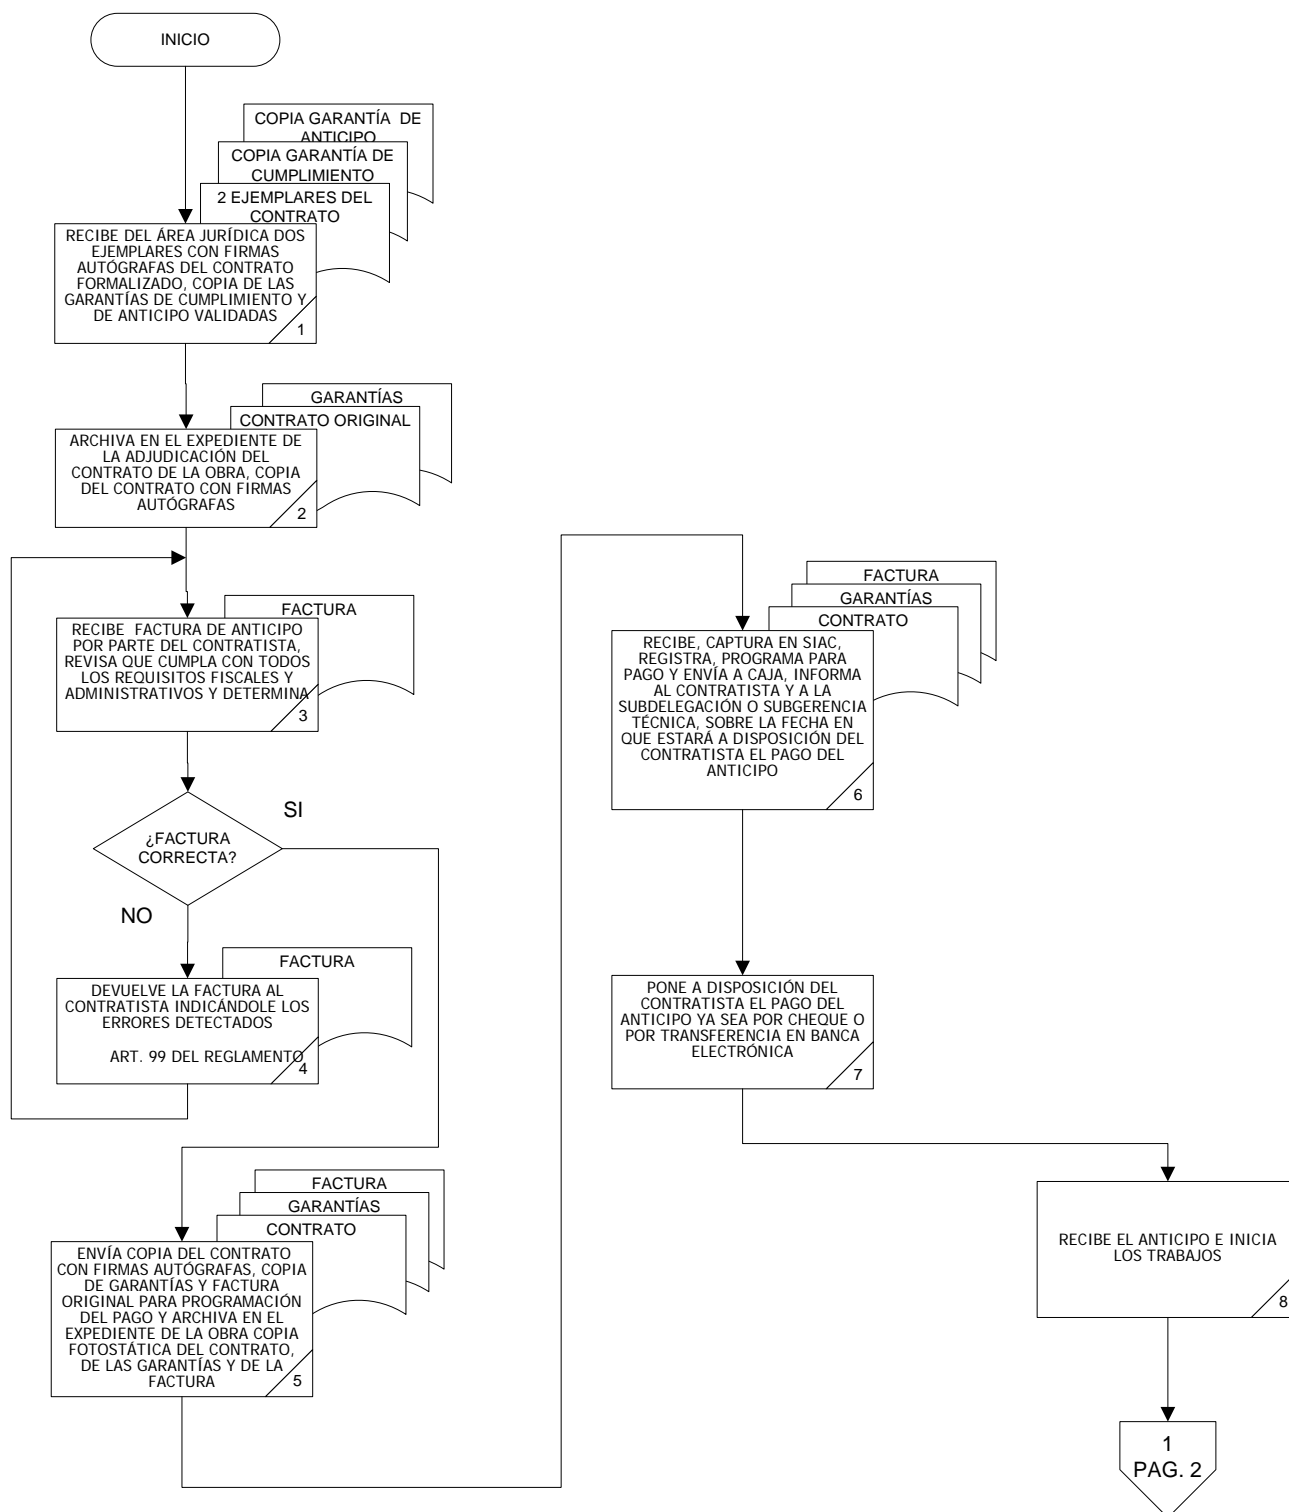 INICIO
COPIA GARANTÍA DE
ANTICIPO
COPIA GARANTÍA DE
CUMPLIMIENTO
2 EJEMPLARES DEL
CONTRATO
RECIBE DEL ÁREA JURÍDICA DOS
EJEMPLARES CON FIRMAS
AUTÓGRAFAS DEL CONTRATO
FORMALIZADO, COPIA DE LAS
GARANTÍAS DE CUMPLIMIENTO Y
DE ANTICIPO VALIDADAS
1
GARANTÍAS
CONTRATO ORIGINAL
ARCHIVA EN EL EXPEDIENTE DE
LA ADJUDICACIÓN DEL
CONTRATO DE LA OBRA, COPIA
DEL CONTRATO CON FIRMAS
AUTÓGRAFAS
2
FACTURA
RECIBE FACTURA DE ANTICIPO
POR PARTE DEL CONTRATISTA,
REVISA QUE CUMPLA CON TODOS
LOS REQUISITOS FISCALES Y
ADMINISTRATIVOS Y DETERMINA
3
¿FACTURA
CORRECTA?
SI
NO
FACTURA
DEVUELVE LA FACTURA AL
CONTRATISTA INDICÁNDOLE LOS
ERRORES DETECTADOS
ART. 99 DEL REGLAMENTO
4
FACTURA
GARANTÍAS
CONTRATO
ENVÍA COPIA DEL CONTRATO
CON FIRMAS AUTÓGRAFAS, COPIA
DE GARANTÍAS Y FACTURA
ORIGINAL PARA PROGRAMACIÓN
DEL PAGO Y ARCHIVA EN EL
EXPEDIENTE DE LA OBRA COPIA
FOTOSTÁTICA DEL CONTRATO,
DE LAS GARANTÍAS Y DE LA
FACTURA
5
FACTURA
GARANTÍAS
CONTRATO
RECIBE, CAPTURA EN SIAC,
REGISTRA, PROGRAMA PARA
PAGO Y ENVÍA A CAJA, INFORMA
AL CONTRATISTA Y A LA
SUBDELEGACIÓN O SUBGERENCIA
TÉCNICA, SOBRE LA FECHA EN
QUE ESTARÁ A DISPOSICIÓN DEL
CONTRATISTA EL PAGO DEL
ANTICIPO
6
PONE A DISPOSICIÓN DEL
CONTRATISTA EL PAGO DEL
ANTICIPO YA SEA POR CHEQUE O
POR TRANSFERENCIA EN BANCA
ELECTRÓNICA
7
RECIBE EL ANTICIPO E INICIA
LOS TRABAJOS
8
1
PAG. 2